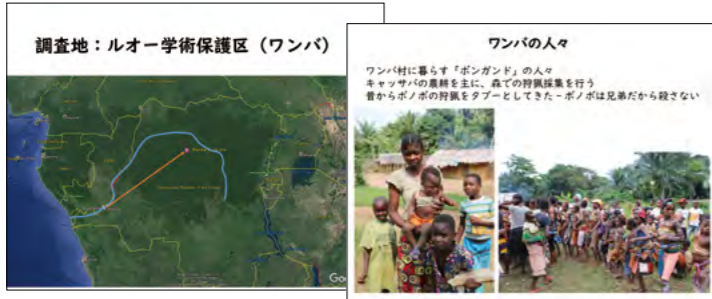 調査地：ルオー学術保護区（ワンバ）
Goo
ワンバの人々
ワンバ村に暮らす「ボンガンド」の人々
キャッサバの農耕を主に、森での狩猟採集を行う
昔からボノボの狩猟をタブーとしてきた - ボノボは兄弟だから殺さない